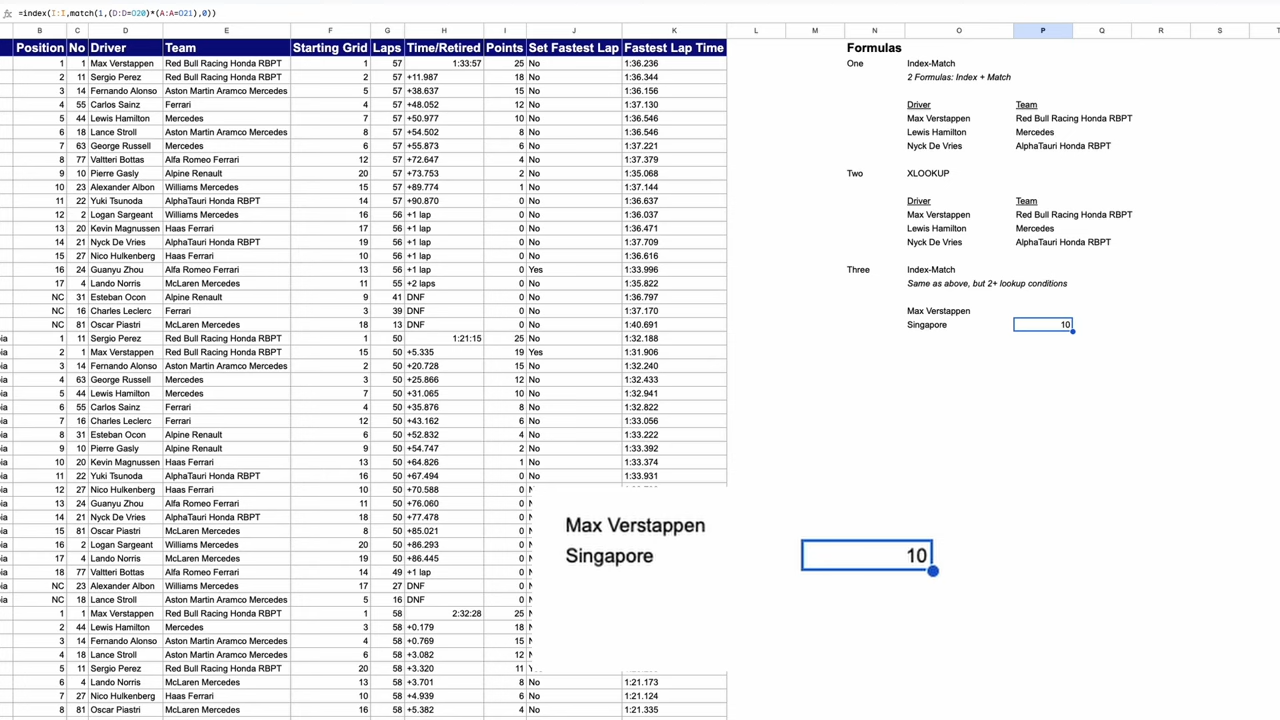 =index(I:I,match(1,(D:D=O20)*(A:A=O21),0))
B C D E F G H I J K L M N O P Q R S
Position No Driver Team Starting Grid Laps Time/Retired Points Set Fastest Lap Fastest Lap Time Formulas
1 1 Max Verstappen Red Bull Racing Honda RBPT 1 57 1:33:57 25 No 1:36.236 One Index-Match
2 11 Sergio Perez Red Bull Racing Honda RBPT 2 57 +11.987 18 No 1:36.344 2 Formulas: Index + Match
3 14 Fernando Alonso Aston Martin Aramco Mercedes 5 57 +38.637 15 No 1:36.156
4 55 Carlos Sainz Ferrari 4 57 +48.052 12 No 1:37.130 Driver Team
5 44 Lewis Hamilton Mercedes 7 57 +50.977 10 No 1:36.546 Max Verstappen Red Bull Racing Honda RBPT
6 18 Lance Stroll Aston Martin Aramco Mercedes 8 57 +54.502 8 No 1:36.546 Lewis Hamilton Mercedes
7 63 George Russell Mercedes 6 57 +55.873 6 No 1:37.221 Nyck De Vries AlphaTauri Honda RBPT
8 77 Valtteri Bottas Alfa Romeo Ferrari 12 57 +72.647 4 No 1:37.379
9 10 Pierre Gasly Alpine Renault 20 57 +73.753 2 No 1:35.068 Two XLOOKUP
10 23 Alexander Albon Williams Mercedes 15 57 +89.774 1 No 1:37.144
11 22 Yuki Tsunoda AlphaTauri Honda RBPT 14 57 +90.870 0 No 1:36.637 Driver Team
12 2 Logan Sargeant Williams Mercedes 16 56 +1 lap 0 No 1:36.037 Max Verstappen Red Bull Racing Honda RBPT
13 20 Kevin Magnussen Haas Ferrari 17 56 +1 lap 0 No 1:36.471 Lewis Hamilton Mercedes
14 21 Nyck De Vries AlphaTauri Honda RBPT 19 56 +1 lap 0 No 1:37.709 Nyck De Vries AlphaTauri Honda RBPT
15 27 Nico Hulkenberg Haas Ferrari 10 56 +1 lap 0 No 1:36.616
16 24 Guanyu Zhou Alfa Romeo Ferrari 13 56 +1 lap 0 Yes 1:33.996 Three Index-Match
17 4 Lando Norris McLaren Mercedes 11 55 +2 laps 0 No 1:35.822 Same as above, but 2+ lookup conditions
NC 31 Esteban Ocon Alpine Renault 9 41 DNF 0 No 1:36.797
NC 16 Charles Leclerc Ferrari 3 39 DNF 0 No 1:37.170 Max Verstappen
NC 81 Oscar Piastri McLaren Mercedes 18 13 DNF 0 No 1:40.691 Singapore 10
ia 1 11 Sergio Perez Red Bull Racing Honda RBPT 1 50 1:21:15 25 No 1:32.188
ia 2 1 Max Verstappen Red Bull Racing Honda RBPT 15 50 +5.335 19 Yes 1:31.906
ia 3 14 Fernando Alonso Aston Martin Aramco Mercedes 2 50 +20.728 15 No 1:32.240
ia 4 63 George Russell Mercedes 3 50 +25.866 12 No 1:32.433
ia 5 44 Lewis Hamilton Mercedes 7 50 +31.065 10 No 1:32.941
ia 6 55 Carlos Sainz Ferrari 4 50 +35.876 8 No 1:32.822
ia 7 16 Charles Leclerc Ferrari 12 50 +43.162 6 No 1:33.056
ia 8 31 Esteban Ocon Alpine Renault 6 50 +52.832 4 No 1:33.222
ia 9 10 Pierre Gasly Alpine Renault 9 50 +54.747 2 No 1:33.392
ia 10 20 Kevin Magnussen Haas Ferrari 13 50 +64.826 1 No 1:33.374
ia 11 22 Yuki Tsunoda AlphaTauri Honda RBPT 16 50 +67.494 0 No 1:33.931
ia 12 27 Nico Hulkenberg Haas Ferrari 10 50 +70.588 0
ia 13 24 Guanyu Zhou Alfa Romeo Ferrari 11 50 +76.060 0
ia 14 21 Nyck De Vries AlphaTauri Honda RBPT 18 50 +77.478 0 Max Verstappen
ia 15 81 Oscar Piastri McLaren Mercedes 8 50 +85.021 0
ia 16 2 Logan Sargeant Williams Mercedes 20 50 +86.293 0 Singapore 10
ia 17 4 Lando Norris McLaren Mercedes 19 50 +86.445 0
ia 18 77 Valtteri Bottas Alfa Romeo Ferrari 14 49 +1 lap 0
ia NC 23 Alexander Albon Williams Mercedes 17 27 DNF 0
ia NC 18 Lance Stroll Aston Martin Aramco Mercedes 5 16 DNF 0
1 1 Max Verstappen Red Bull Racing Honda RBPT 1 58 2:32:28 25
2 44 Lewis Hamilton Mercedes 3 58 +0.179 18
3 14 Fernando Alonso Aston Martin Aramco Mercedes 4 58 +0.769 15
4 18 Lance Stroll Aston Martin Aramco Mercedes 6 58 +3.082 12
5 11 Sergio Perez Red Bull Racing Honda RBPT 20 58 +3.320 11
6 4 Lando Norris McLaren Mercedes 13 58 +3.701 8 No 1:21.173
7 27 Nico Hulkenberg Haas Ferrari 10 58 +4.939 6 No 1:21.124
8 81 Oscar Piastri McLaren Mercedes 16 58 +5.382 4 No 1:21.335